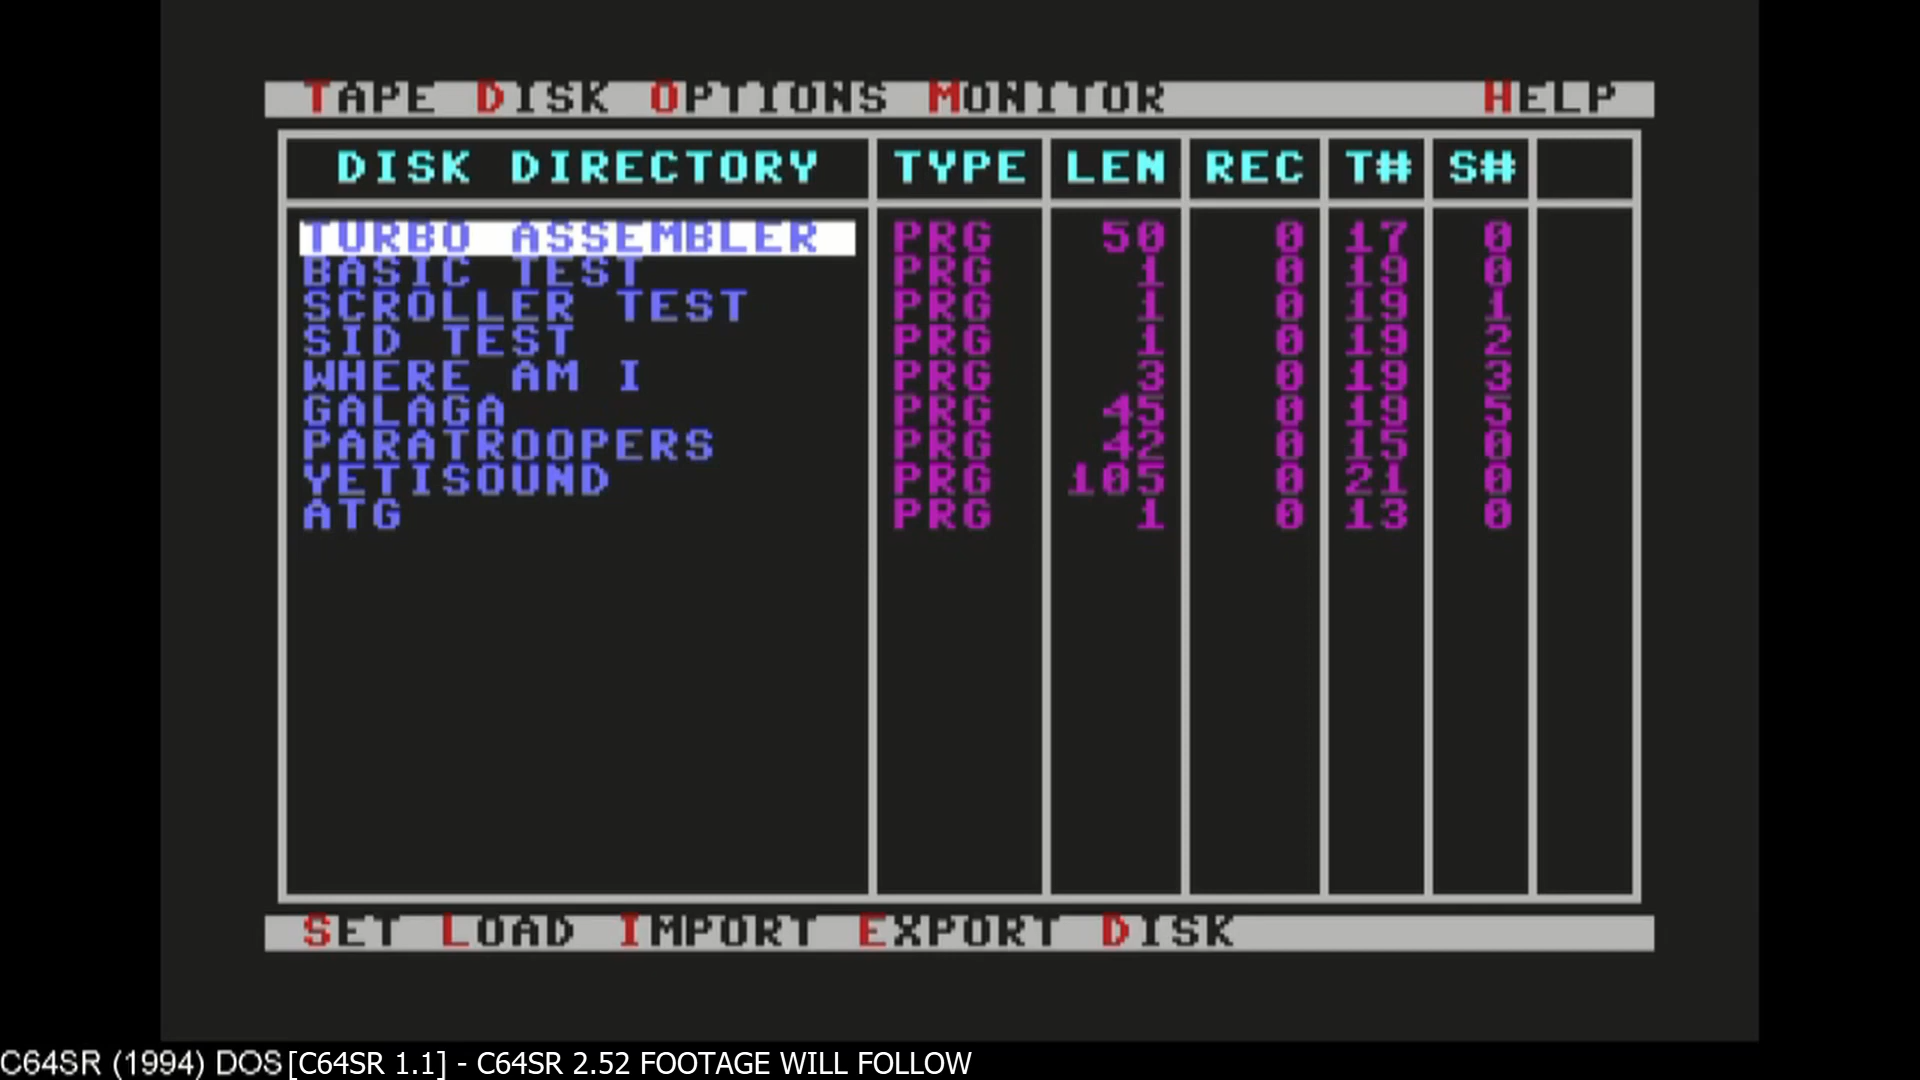 TAPE DISK OPTIONS MONITOR HELP
DISK DIRECTORY TYPE LEN REC T# S#
TURBO ASSEMBLER PRG 50 0 17 0
BASIC TEST PRG 1 0 19 0
SCROLLER TEST PRG 1 0 19 1
SID TEST PRG 1 0 19 2
WHERE AM I PRG 3 0 19 3
GALAGA PRG 45 0 19 5
PARATROOPERS PRG 42 0 15 0
YETISOUND PRG 105 0 21 0
ATG PRG 1 0 13 0
SET LOAD IMPORT EXPORT DISK
C64SR (1994) DOS [C64SR 1.1] - C64SR 2.52 FOOTAGE WILL FOLLOW